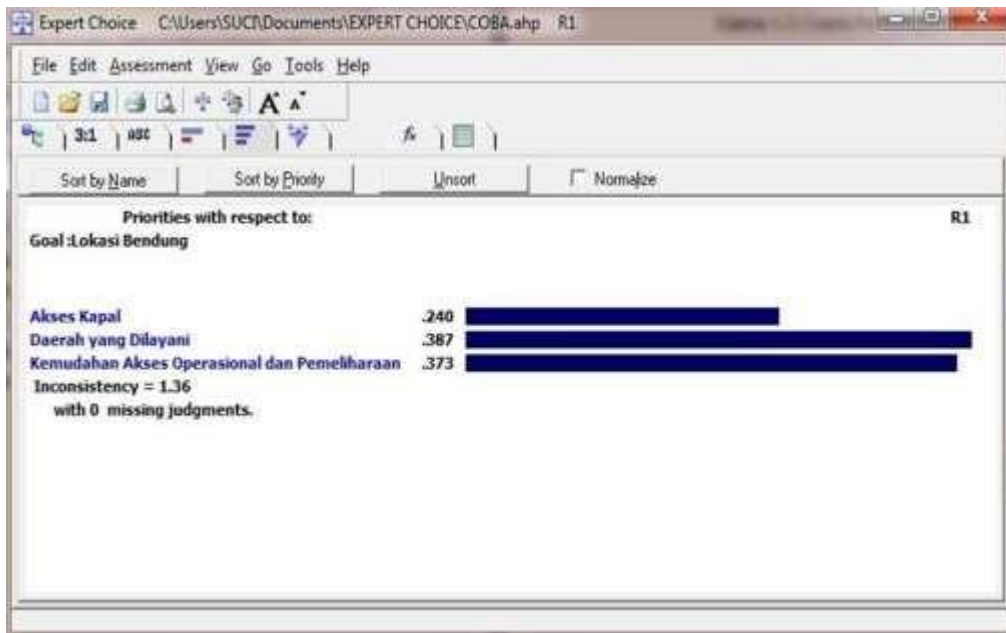 Expert Choice C:\Users\SUCI\Documents\EXPERT CHOICE\COBA.ahp R1
File Edit Assessment View Go Tools Help
A A
3:1 ABC
Sort by Name Sort by Priority Unsort Normalize
Priorities with respect to: R1
Goal :Lokasi Bendung
Akses Kapal .240
Daerah yang Dilayani .387
Kemudahan Akses Operasional dan Pemeliharaan .373
Inconsistency = 1.36
with 0 missing judgments.